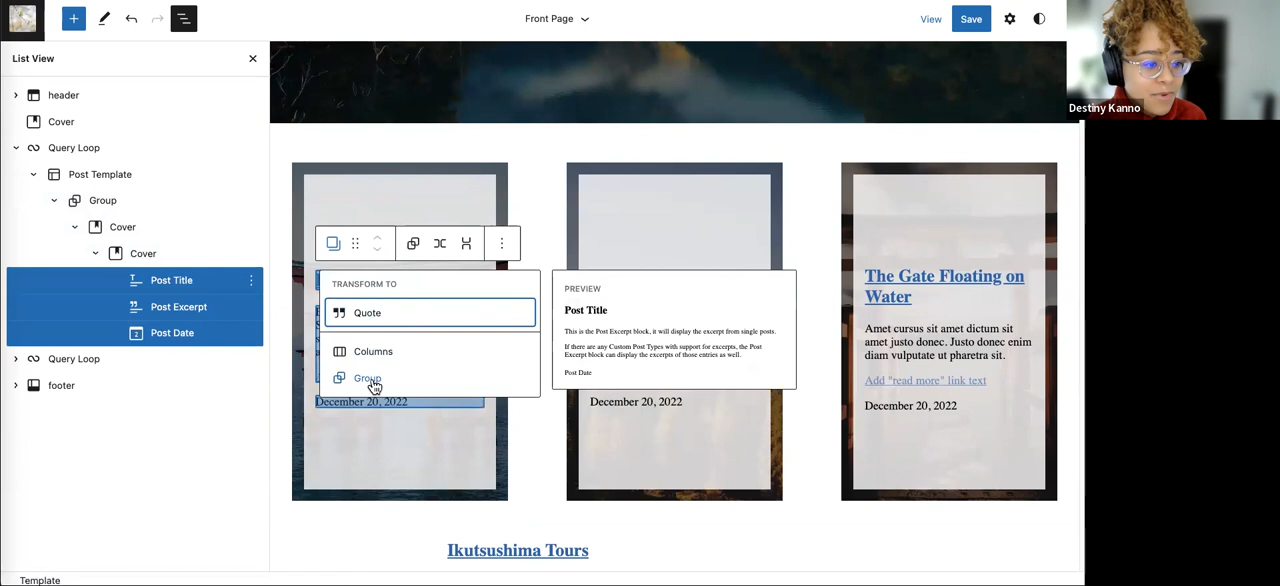 Front Page
View
Save
Destiny Kanno
List View
header
Cover
Query Loop
Post Template
Group
Cover
Cover
Post Title
Post Excerpt
Post Date
Query Loop
footer
TRANSFORM TO
Quote
Columns
Group
December 20, 2022
PREVIEW
Post Title
This is the Post Excerpt block, it will display the excerpt from single posts.
If there are any Custom Post Types with support for excerpts, the Post
Excerpt block can display the excerpts of those entries as well.
Post Date
December 20, 2022
The Gate Floating on
Water
Amet cursus sit amet dictum sit
amet justo donec. Justo donec enim
diam vulputate ut pharetra sit.
Add "read more" link text
December 20, 2022
Ikutsushima Tours
Template